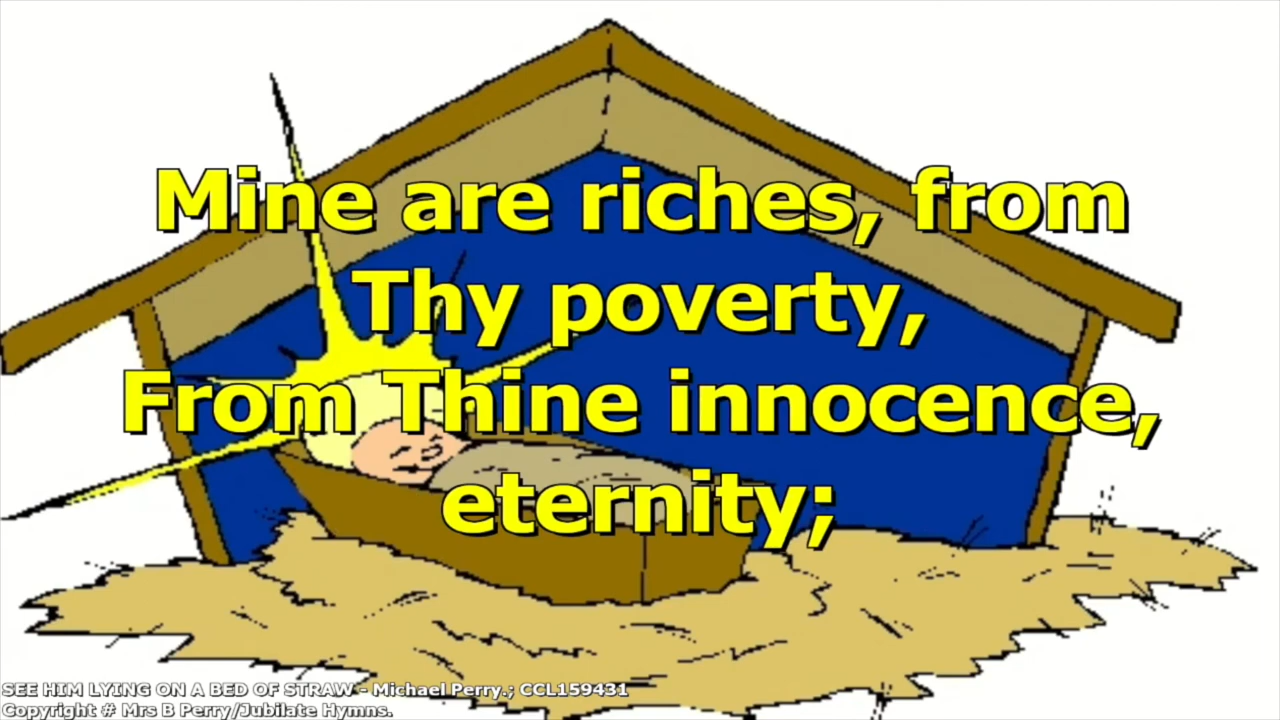 Mine are riches, from
Thy poverty,
From Thine innocence,
eternity;
SEE HIM LYING ON A BED OF STRAW - Michael Perry.; CCL159431
Copyright # Mrs B Perry/Jubilate Hymns.